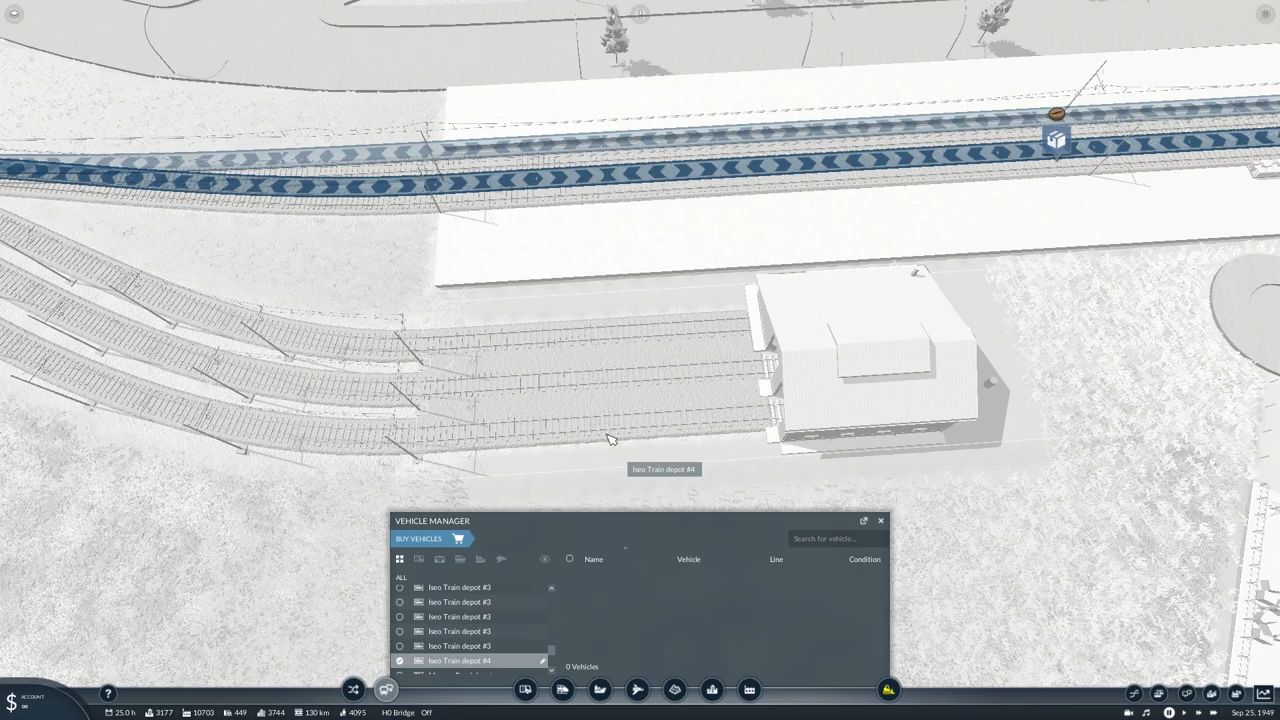 Iseo Train depot #4
VEHICLE MANAGER
BUY VEHICLES
Search for vehicle...
Name Vehicle Line Condition
ALL
Iseo Train depot #3
Iseo Train depot #3
Iseo Train depot #3
Iseo Train depot #3
Iseo Train depot #3
Iseo Train depot #4
0 Vehicles
$ ACCOUNT
∞
?
25.0 h 3177 10703 449 3744 130 km 4095 H0 Bridge Off
Sep 25, 1949